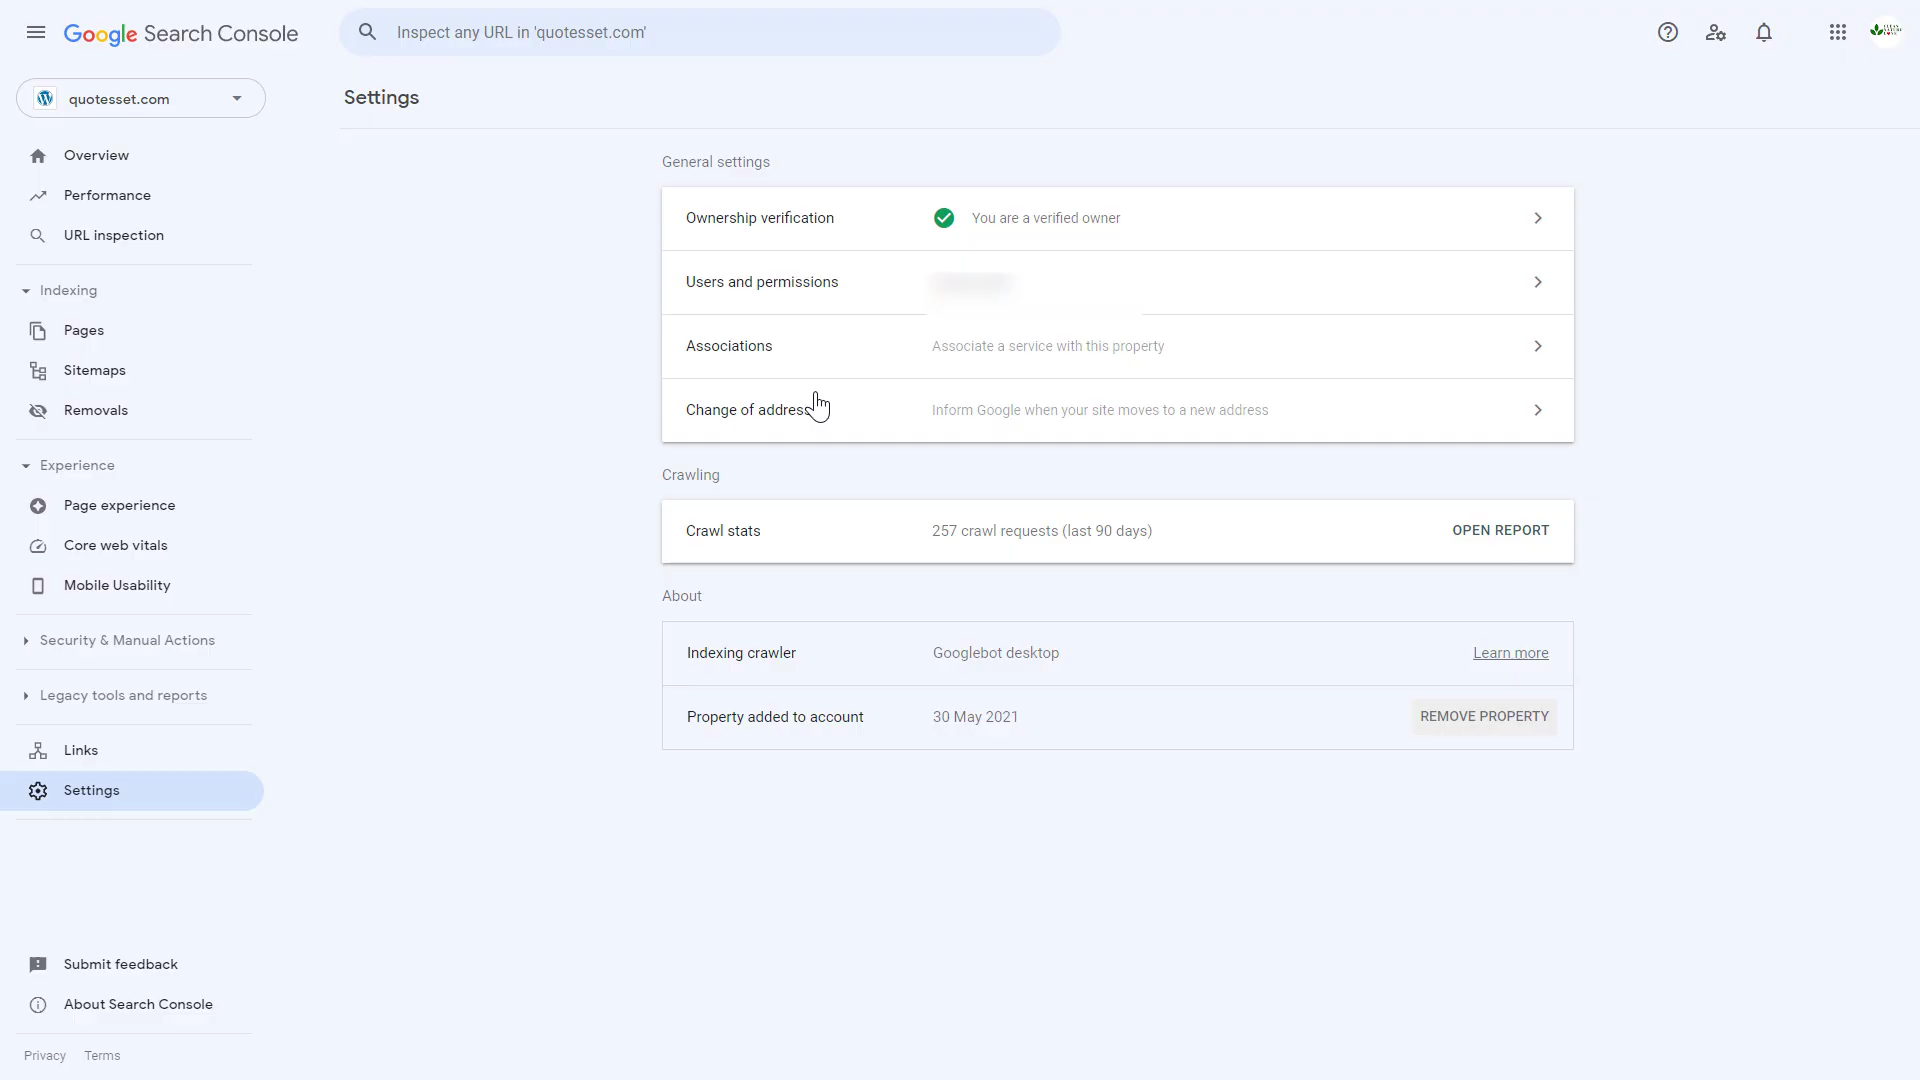 Google Search Console
Inspect any URL in 'quotesset.com'
quotesset.com
Settings
Overview
Performance
URL inspection
Indexing
Pages
Sitemaps
Removals
Experience
Page experience
Core web vitals
Mobile Usability
Security & Manual Actions
Legacy tools and reports
Links
Settings
Submit feedback
About Search Console
Privacy Terms
General settings
Ownership verification You are a verified owner
Users and permissions
Associations Associate a service with this property
Change of address Inform Google when your site moves to a new address
Crawling
Crawl stats 257 crawl requests (last 90 days) OPEN REPORT
About
Indexing crawler Googlebot desktop Learn more
Property added to account 30 May 2021 REMOVE PROPERTY